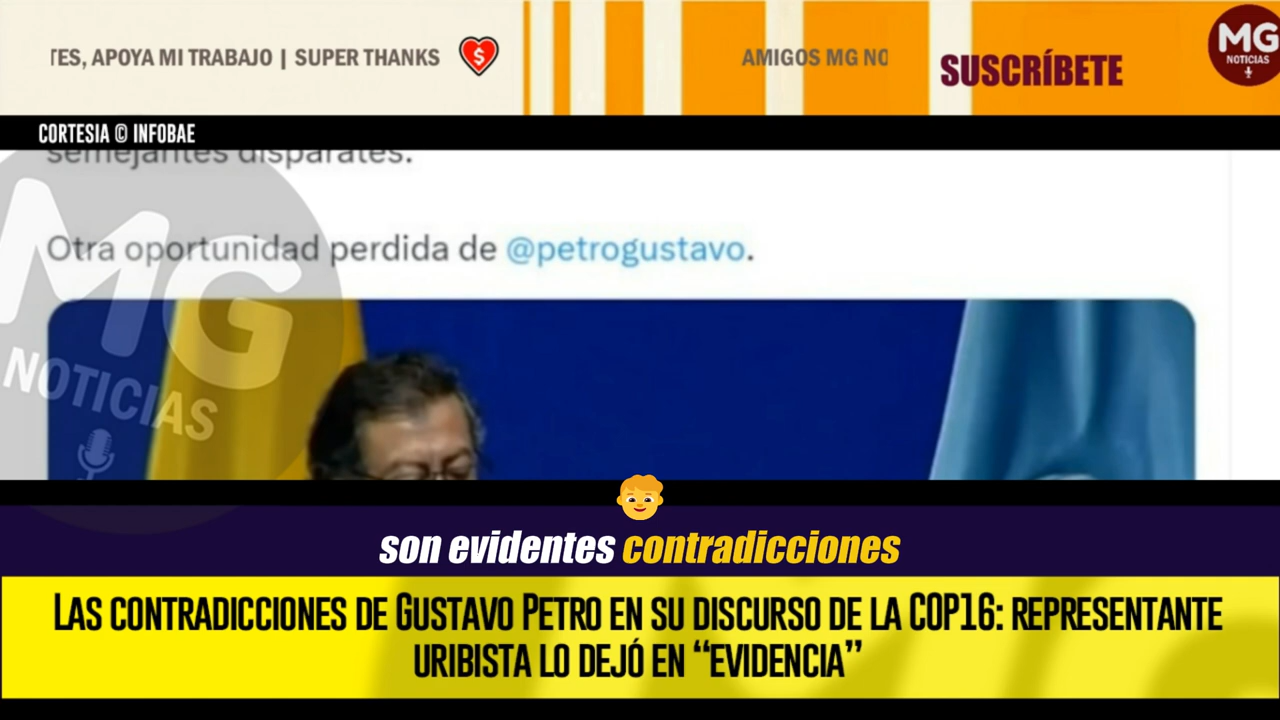 TES, APOYA MI TRABAJO | SUPER THANKS
AMIGOS MG NO
SUSCRÍBETE
MG
NOTICIAS
CORTESIA © INFOBAE
semejantes disparates.
Otra oportunidad perdida de @petrogustavo.
MG
NOTICIAS
son evidentes contradicciones
LAS CONTRADICCIONES DE GUSTAVO PETRO EN SU DISCURSO DE LA COP16: REPRESENTANTE
URIBISTA LO DEJÓ EN “EVIDENCIA”